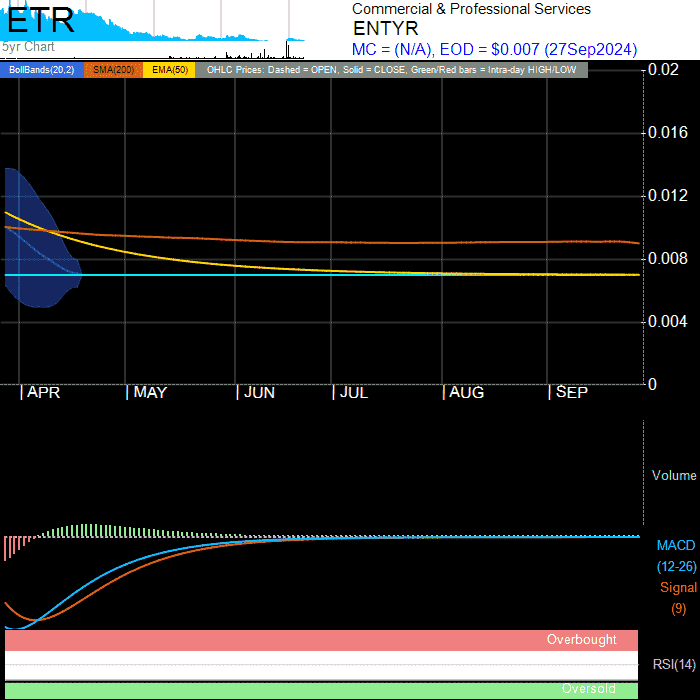 ETR
5yr Chart
Commercial & Professional Services
ENTYR
MC = (N/A), EOD = $0.007 (27Sep2024)
BollBands(20,2) SMA(200) EMA(50) OHLC Prices: Dashed = OPEN, Solid = CLOSE, Green/Red bars = Intra-day HIGH/LOW
0.02
0.016
0.012
0.008
0.004
0
APR MAY JUN JUL AUG SEP
Volume
MACD
(12-26)
Signal
(9)
Overbought
RSI(14)
Oversold